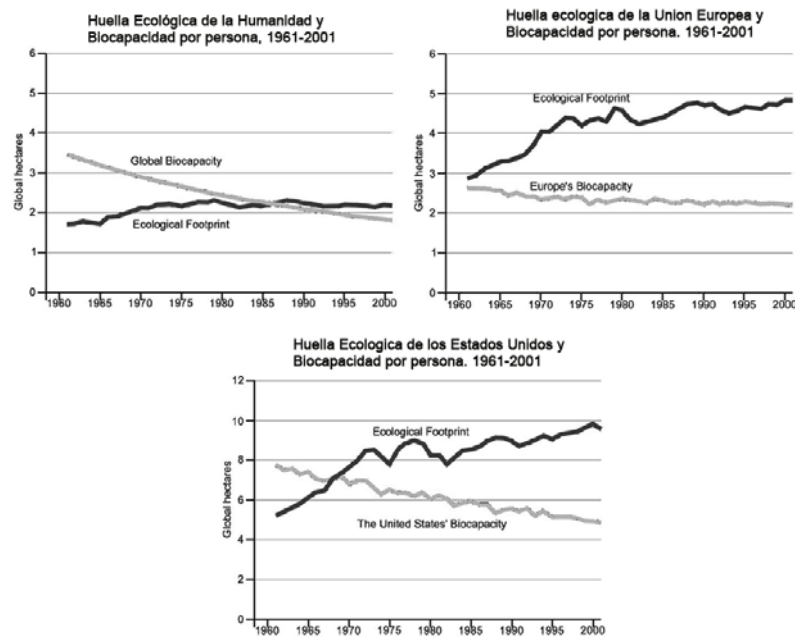 Huella Ecológica de la Humanidad y
Biocapacidad por persona, 1961-2001
6
5
4
3
2
1
0
Global hectares
Global Biocapacity
Ecological Footprint
1960 1965 1970 1975 1980 1985 1990 1995 2000
Huella ecologica de la Union Europea y
Biocapacidad por persona. 1961-2001
6
5
4
3
2
1
0
Global hectares
Ecological Footprint
Europe's Biocapacity
1960 1965 1970 1975 1980 1985 1990 1995 2000
Huella Ecologica de los Estados Unidos y
Biocapacidad por persona. 1961-2001
12
10
8
6
4
2
0
Global hectares
Ecological Footprint
The United States' Biocapacity
1960 1965 1970 1975 1980 1985 1990 1995 2000